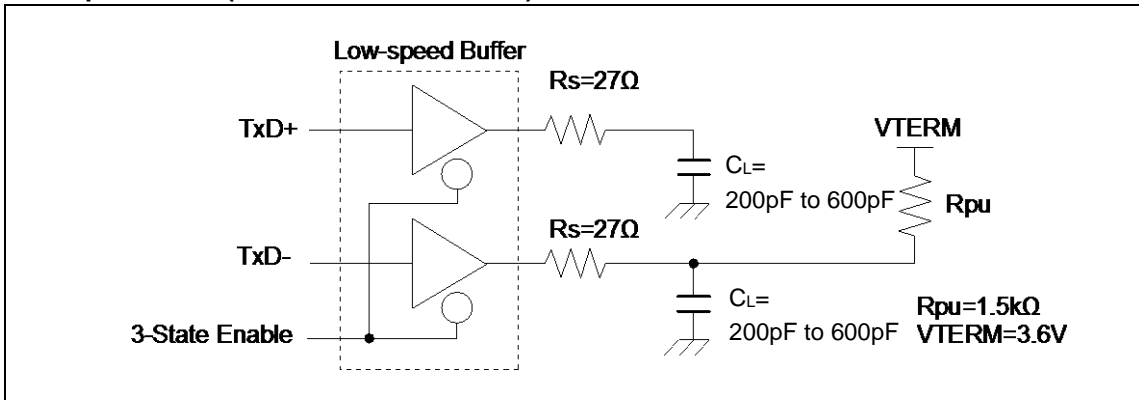 Low-speed Buffer
Rs=27Ω
TxD+
VTERM
CL=
200pF to 600pF
Rpu
Rs=27Ω
TxD-
CL=
200pF to 600pF
Rpu=1.5kΩ
VTERM=3.6V
3-State Enable